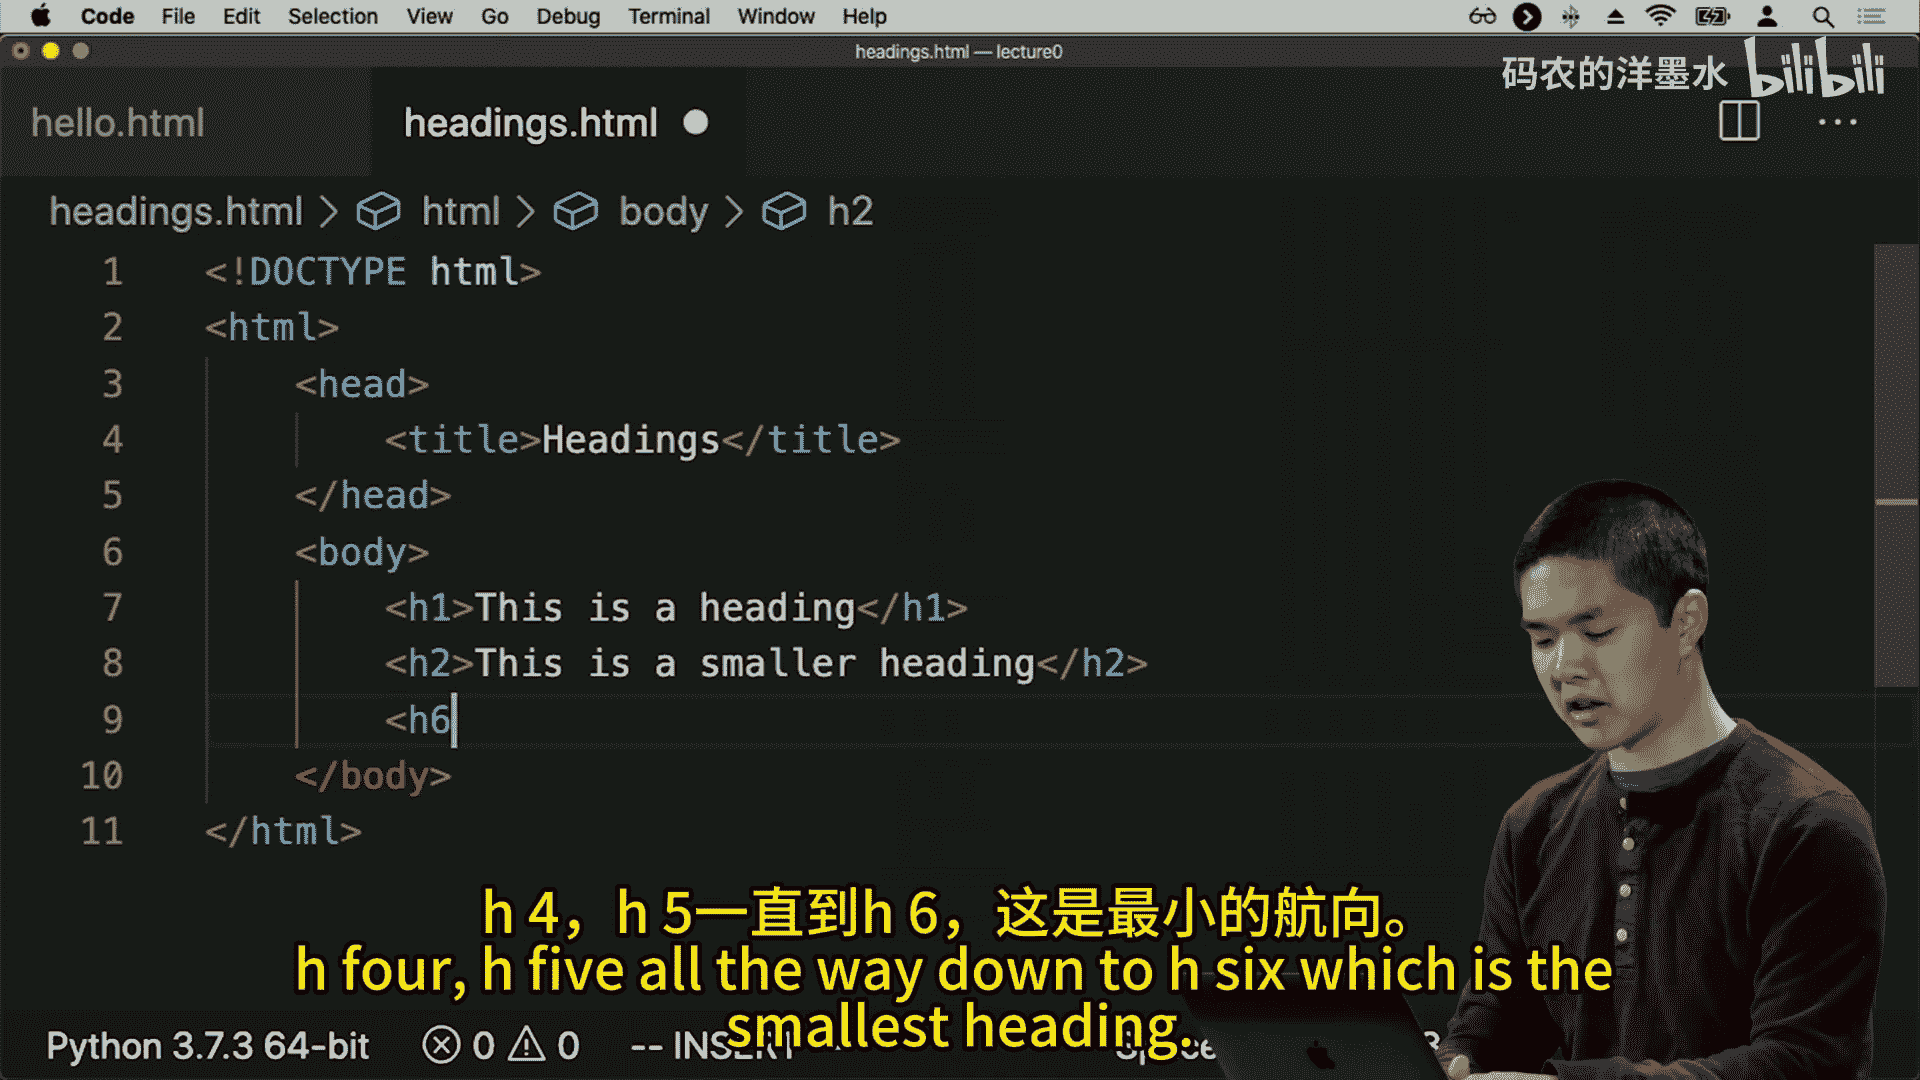 Code File Edit Selection View Go Debug Terminal Window Help
headings.html — lecture0
码农的洋墨水 bilibili
hello.html headings.html
headings.html > html > body > h2
1 <!DOCTYPE html>
2 <html>
3 <head>
4 <title>Headings</title>
5 </head>
6 <body>
7 <h1>This is a heading</h1>
8 <h2>This is a smaller heading</h2>
9 <h6
10 </body>
11 </html>
h 4，h 5一直到h 6，这是最小的航向。
h four, h five all the way down to h six which is the
smallest heading.
Python 3.7.3 64-bit 0 0 -- INSERT